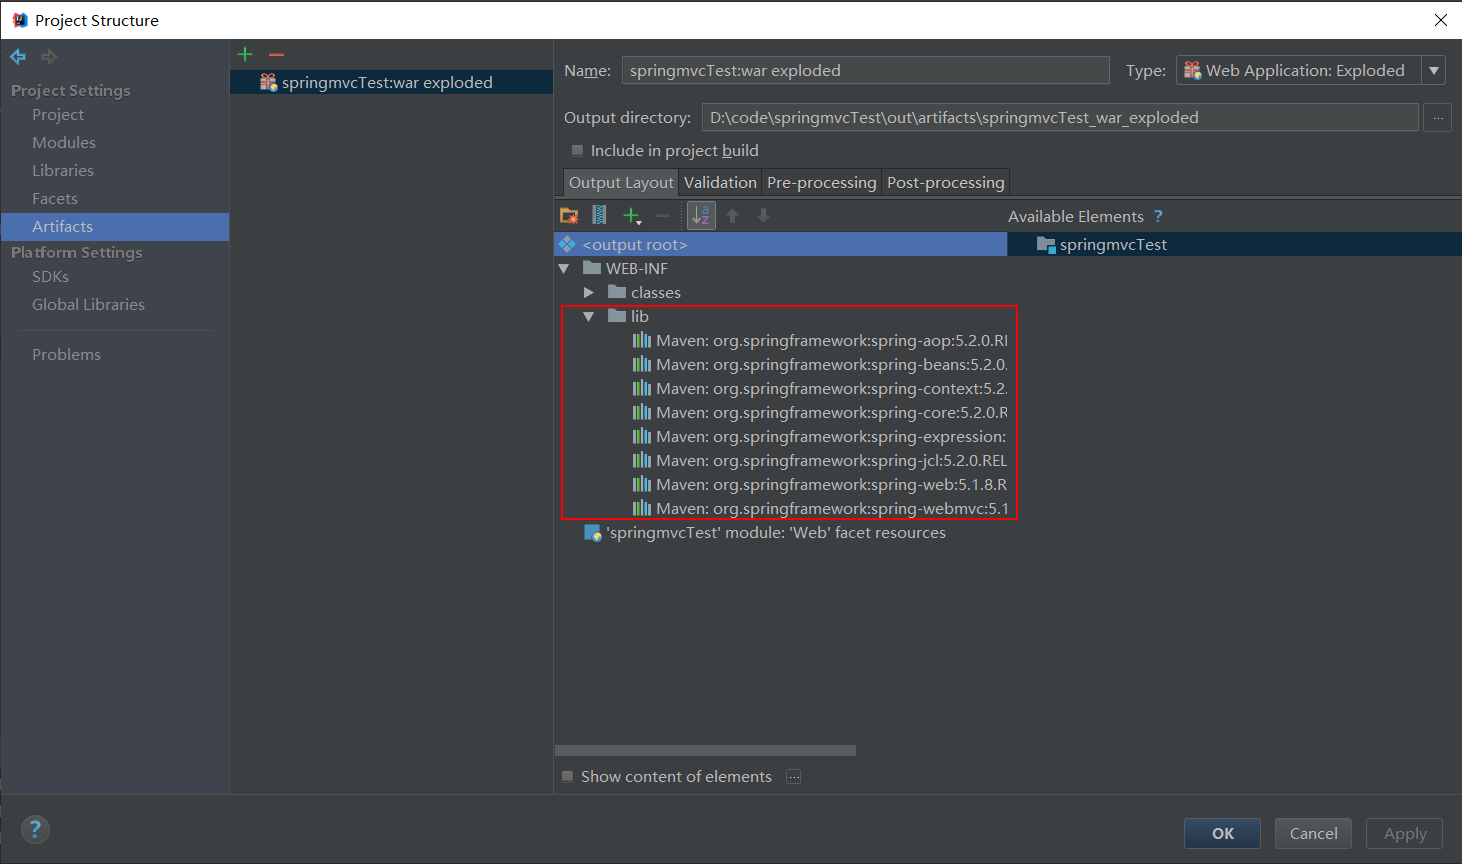 Project Structure
Project Settings
Project
Modules
Libraries
Facets
Artifacts
Platform Settings
SDKs
Global Libraries
Problems
springmvcTest:war exploded
Name: springmvcTest:war exploded Type: Web Application: Exploded
Output directory: D:\code\springmvcTest\out\artifacts\springmvcTest_war_exploded ...
Include in project build
Output Layout Validation Pre-processing Post-processing
Available Elements ?
<output root> springmvcTest
WEB-INF
classes
lib
Maven: org.springframework:spring-aop:5.2.0.RE
Maven: org.springframework:spring-beans:5.2.0.
Maven: org.springframework:spring-context:5.2.
Maven: org.springframework:spring-core:5.2.0.R
Maven: org.springframework:spring-expression:
Maven: org.springframework:spring-jcl:5.2.0.REL
Maven: org.springframework:spring-web:5.1.8.R
Maven: org.springframework:spring-webmvc:5.1
'springmvcTest' module: 'Web' facet resources
Show content of elements ...
? OK Cancel Apply